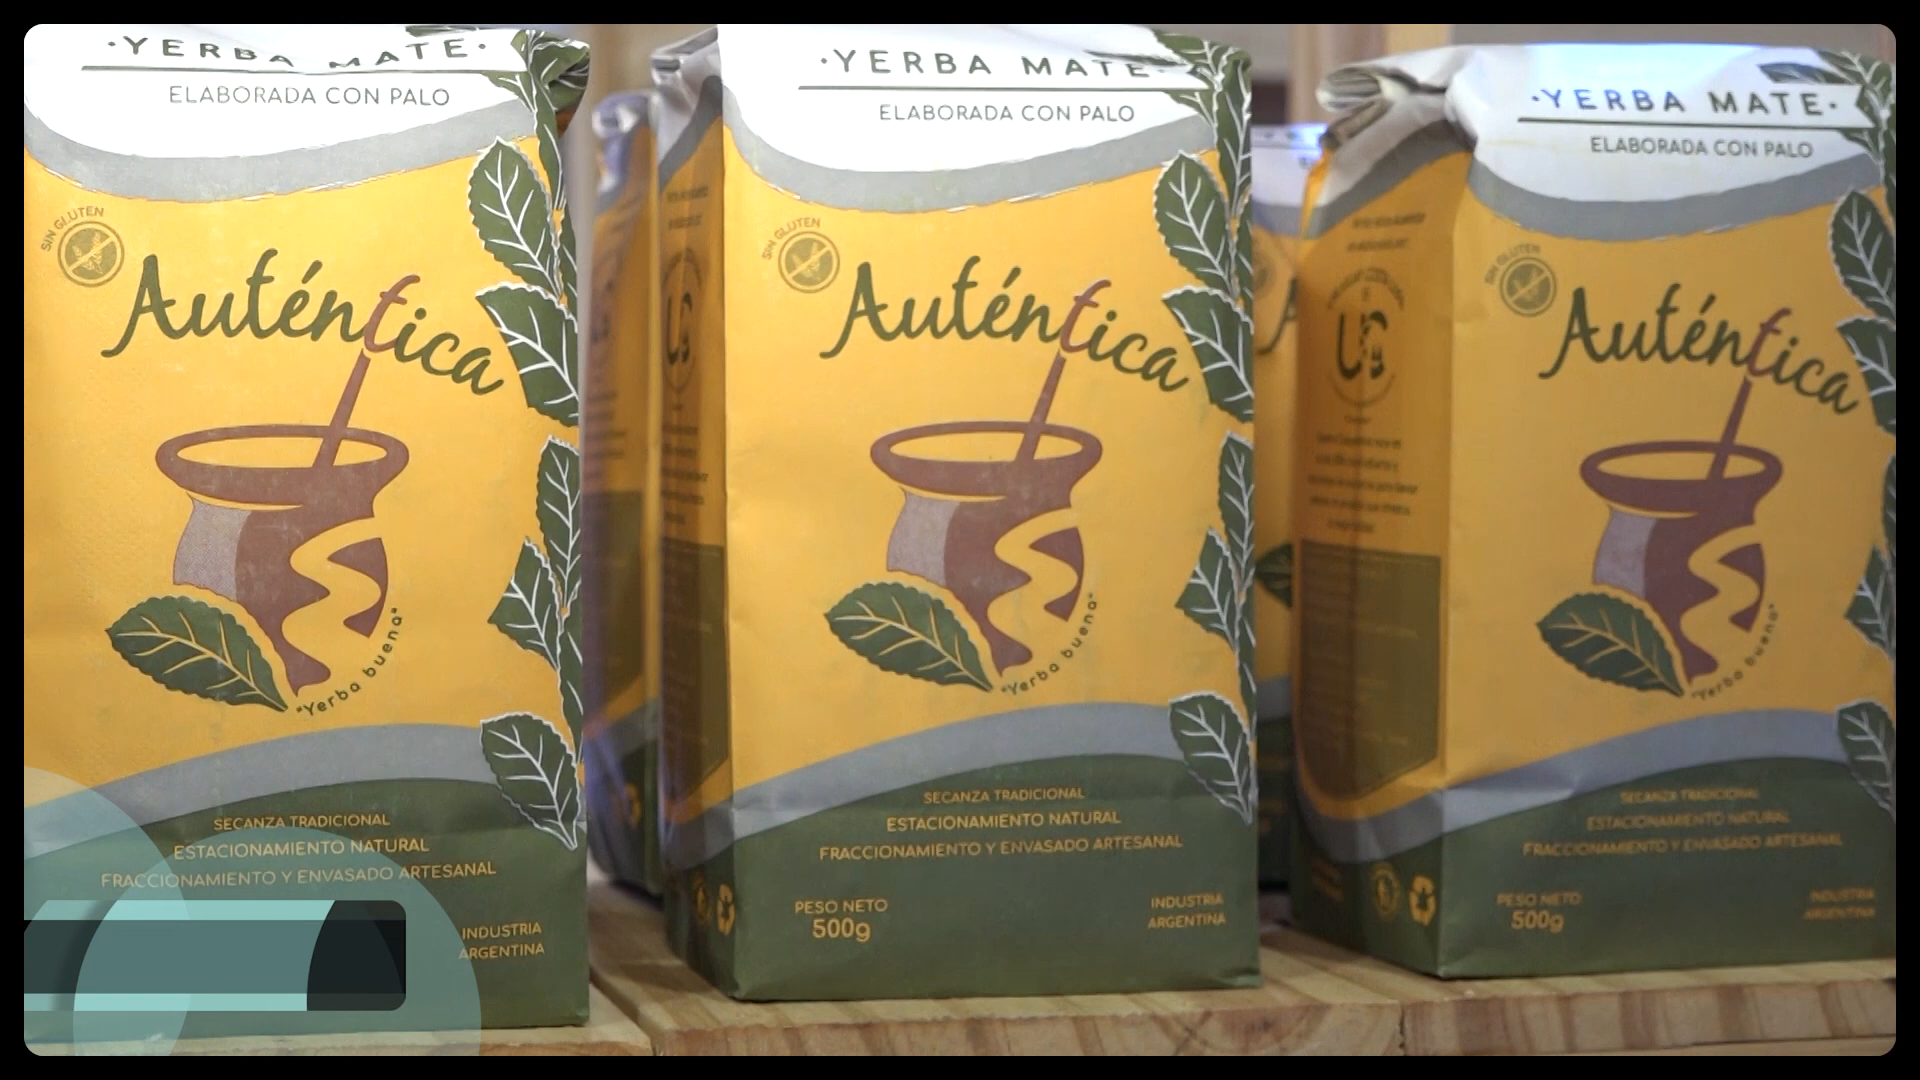 ·YERBA MATE·
ELABORADA CON PALO
SIN GLUTEN
Auténtica
"Yerba buena"
SECANZA TRADICIONAL
ESTACIONAMIENTO NATURAL
FRACCIONAMIENTO Y ENVASADO ARTESANAL
INDUSTRIA
ARGENTINA
·YERBA MATE·
ELABORADA CON PALO
SIN GLUTEN
Auténtica
"Yerba buena"
SECANZA TRADICIONAL
ESTACIONAMIENTO NATURAL
FRACCIONAMIENTO Y ENVASADO ARTESANAL
PESO NETO
500g
INDUSTRIA
ARGENTINA
·YERBA MATE·
ELABORADA CON PALO
SIN GLUTEN
Auténtica
"Yerba buena"
SECANZA TRADICIONAL
ESTACIONAMIENTO NATURAL
FRACCIONAMIENTO Y ENVASADO ARTESANAL
PESO NETO
500g
INDUSTRIA
ARGENTINA